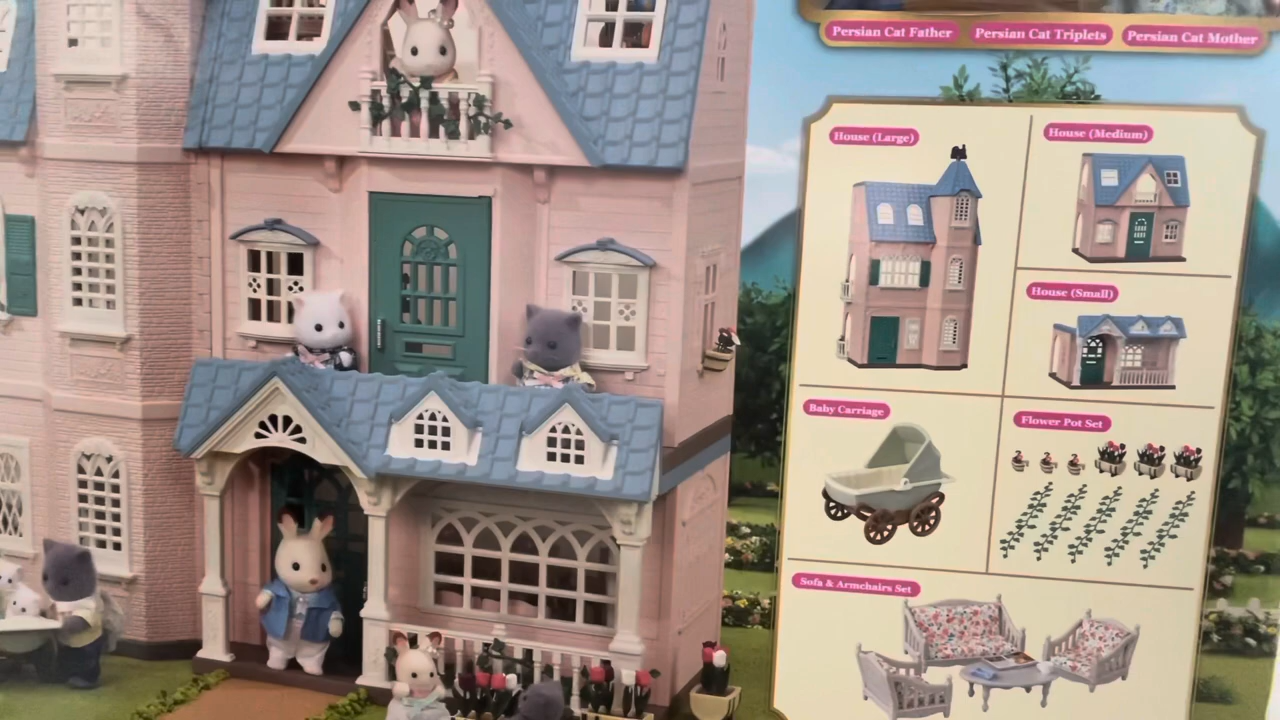 Persian Cat Father
Persian Cat Triplets
Persian Cat Mother
House (Large)
House (Medium)
House (Small)
Baby Carriage
Flower Pot Set
Sofa & Armchairs Set